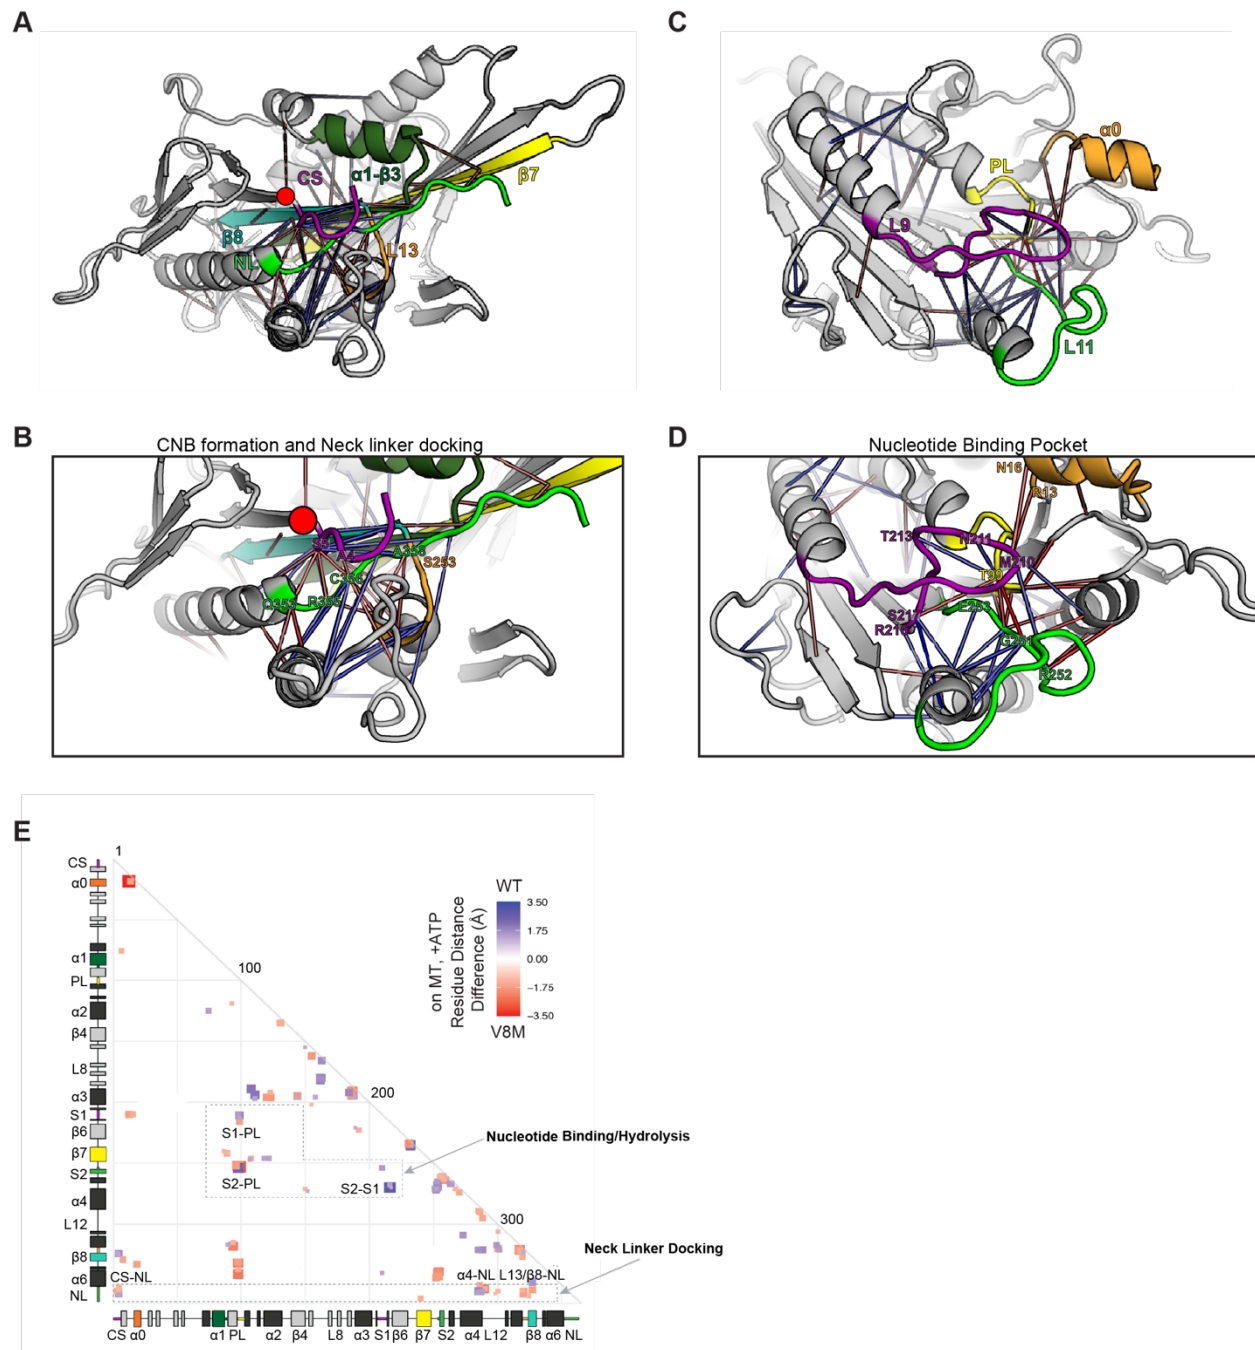 A
CS
α1-β3
β7
β8
NL
L13
C
α0
PL
L9
L11
B
CNB formation and Neck linker docking
S253
C356
R355
D
Nucleotide Binding Pocket
N16
R13
T213
N211
M210
T99
S217
R216
E253
G251
R252
E
1
100
200
300
WT
3.50
1.75
0.00
−1.75
−3.50
V8M
on MT, +ATP
Residue Distance
Difference (Å)
CS
α0
α1
PL
α2
β4
L8
α3
S1
β6
β7
S2
α4
L12
β8
α6
NL
S1-PL
S2-PL
S2-S1
Nucleotide Binding/Hydrolysis
Neck Linker Docking
CS-NL
α4-NL L13/β8-NL
CS α0 α1 PL α2 β4 L8 α3 S1 β6 β7 S2 α4 L12 β8 α6 NL